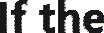 If the